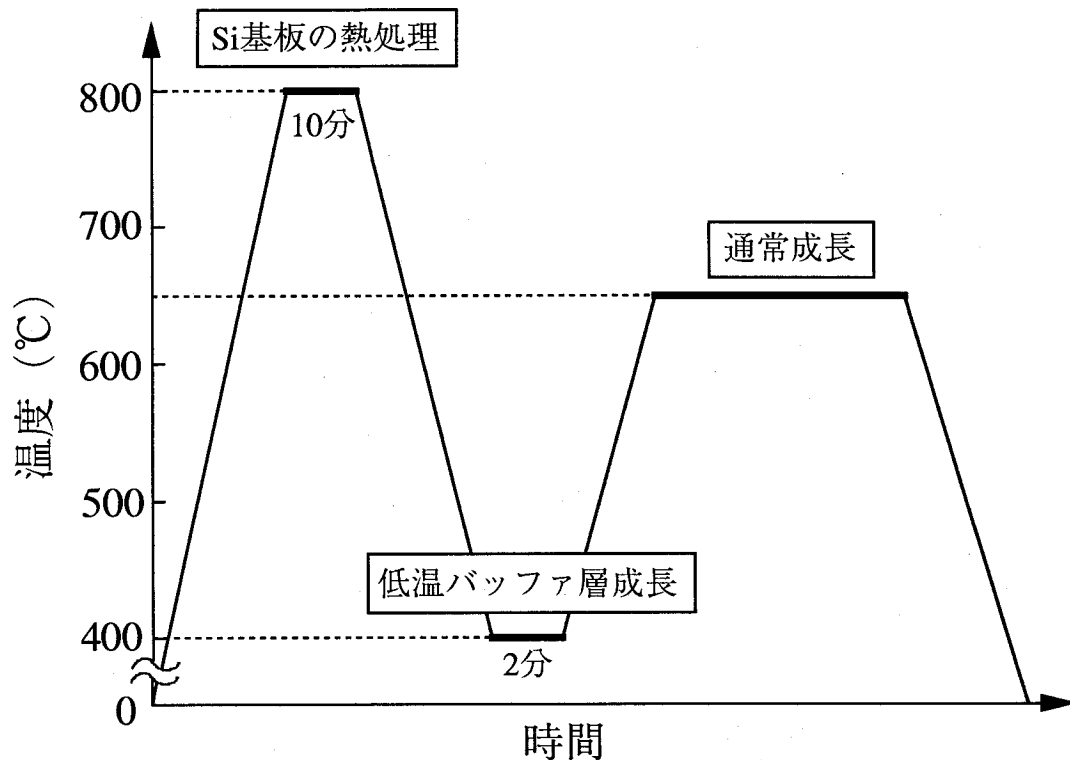 Si基板の熱処理
800
10分
700
通常成長
600
温度 (℃)
500
低温バッファ層成長
400
2分
0
時間